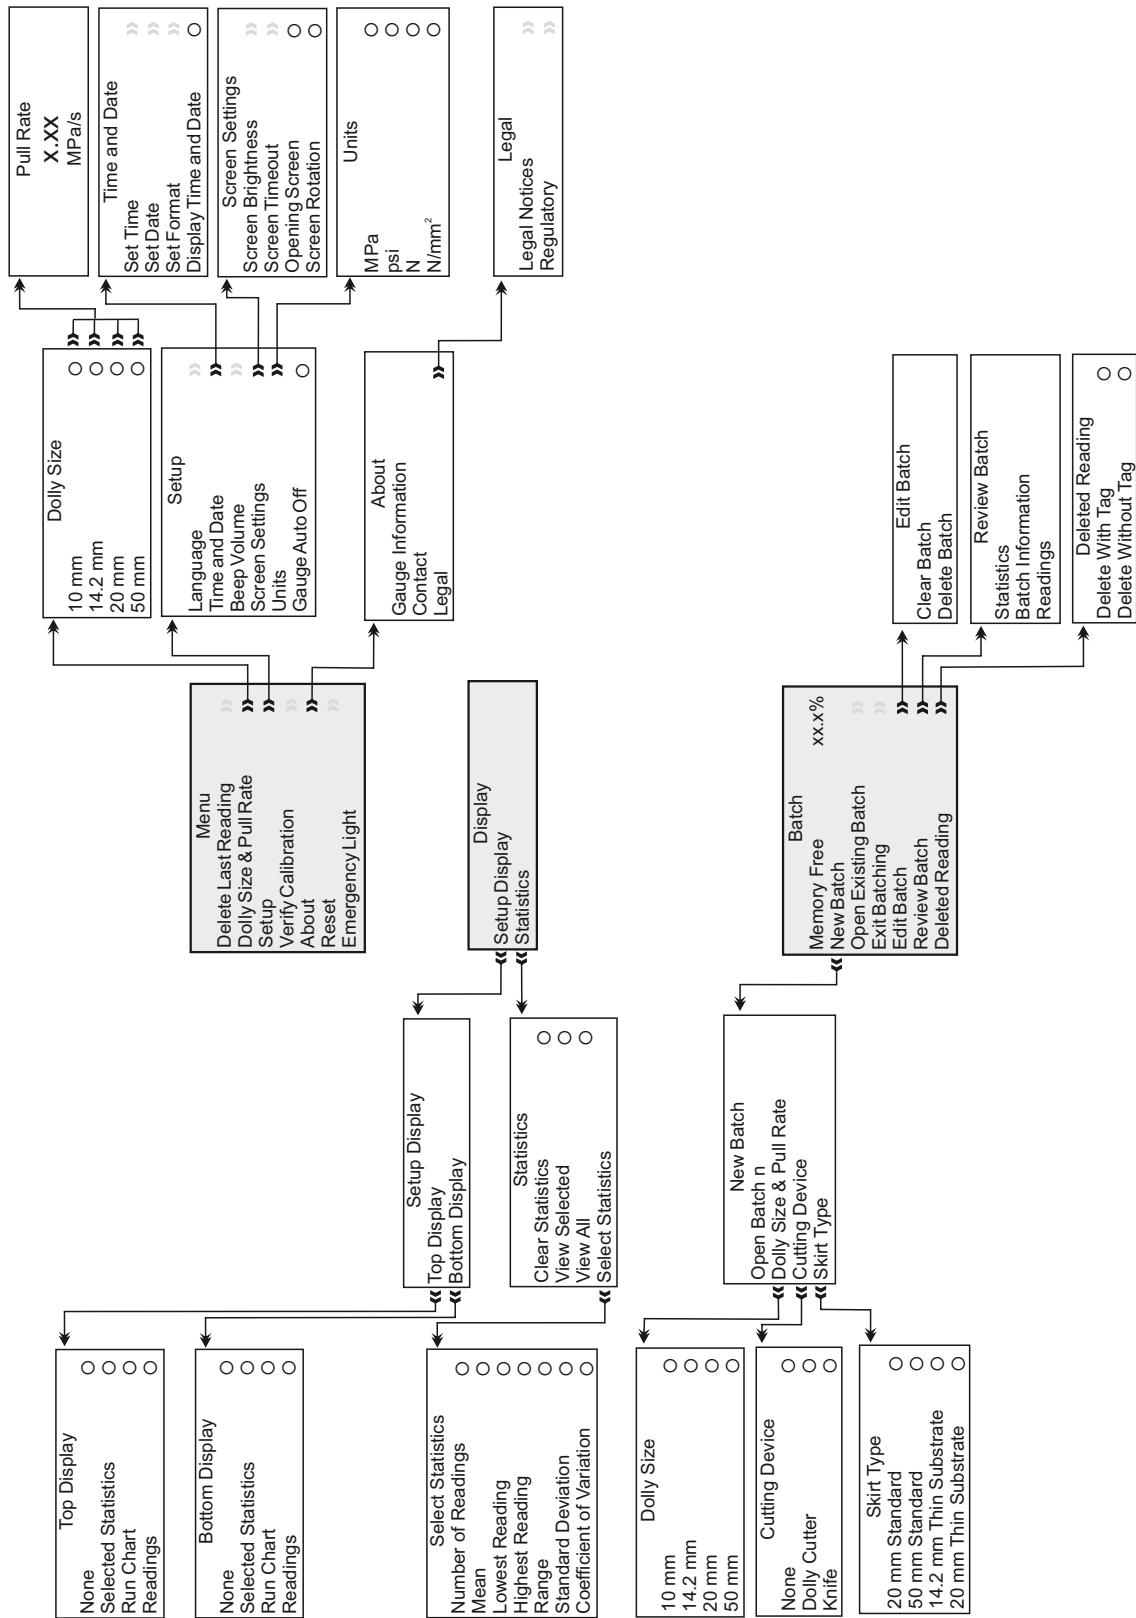 Top Display
None
Selected Statistics
Run Chart
Readings
Bottom Display
None
Selected Statistics
Run Chart
Readings
Select Statistics
Number of Readings
Mean
Lowest Reading
Highest Reading
Range
Standard Deviation
Coefficient of Variation
Dolly Size
10 mm
14.2 mm
20 mm
50 mm
Cutting Device
None
Dolly Cutter
Knife
Skirt Type
20 mm Standard
50 mm Standard
14.2 mm Thin Substrate
20 mm Thin Substrate
Setup Display
Top Display
Bottom Display
Statistics
Clear Statistics
View Selected
View All
Select Statistics
New Batch
Open Batch n
Dolly Size & Pull Rate
Cutting Device
Skirt Type
Menu
Delete Last Reading
Dolly Size & Pull Rate
Setup
Verify Calibration
About
Reset
Emergency Light
Display
Setup Display
Statistics
Batch
Memory Free xx.x%
New Batch
Open Existing Batch
Exit Batching
Edit Batch
Review Batch
Deleted Reading
Dolly Size
10 mm
14.2 mm
20 mm
50 mm
Setup
Language
Time and Date
Beep Volume
Screen Settings
Units
Gauge Auto Off
About
Gauge Information
Contact
Legal
Edit Batch
Clear Batch
Delete Batch
Review Batch
Statistics
Batch Information
Readings
Deleted Reading
Delete With Tag
Delete Without Tag
Pull Rate
x.xx
MPa/s
Time and Date
Set Time
Set Date
Set Format
Display Time and Date
Screen Settings
Screen Brightness
Screen Timeout
Opening Screen
Screen Rotation
Units
MPa
psi
N
N/mm²
Legal
Legal Notices
Regulatory